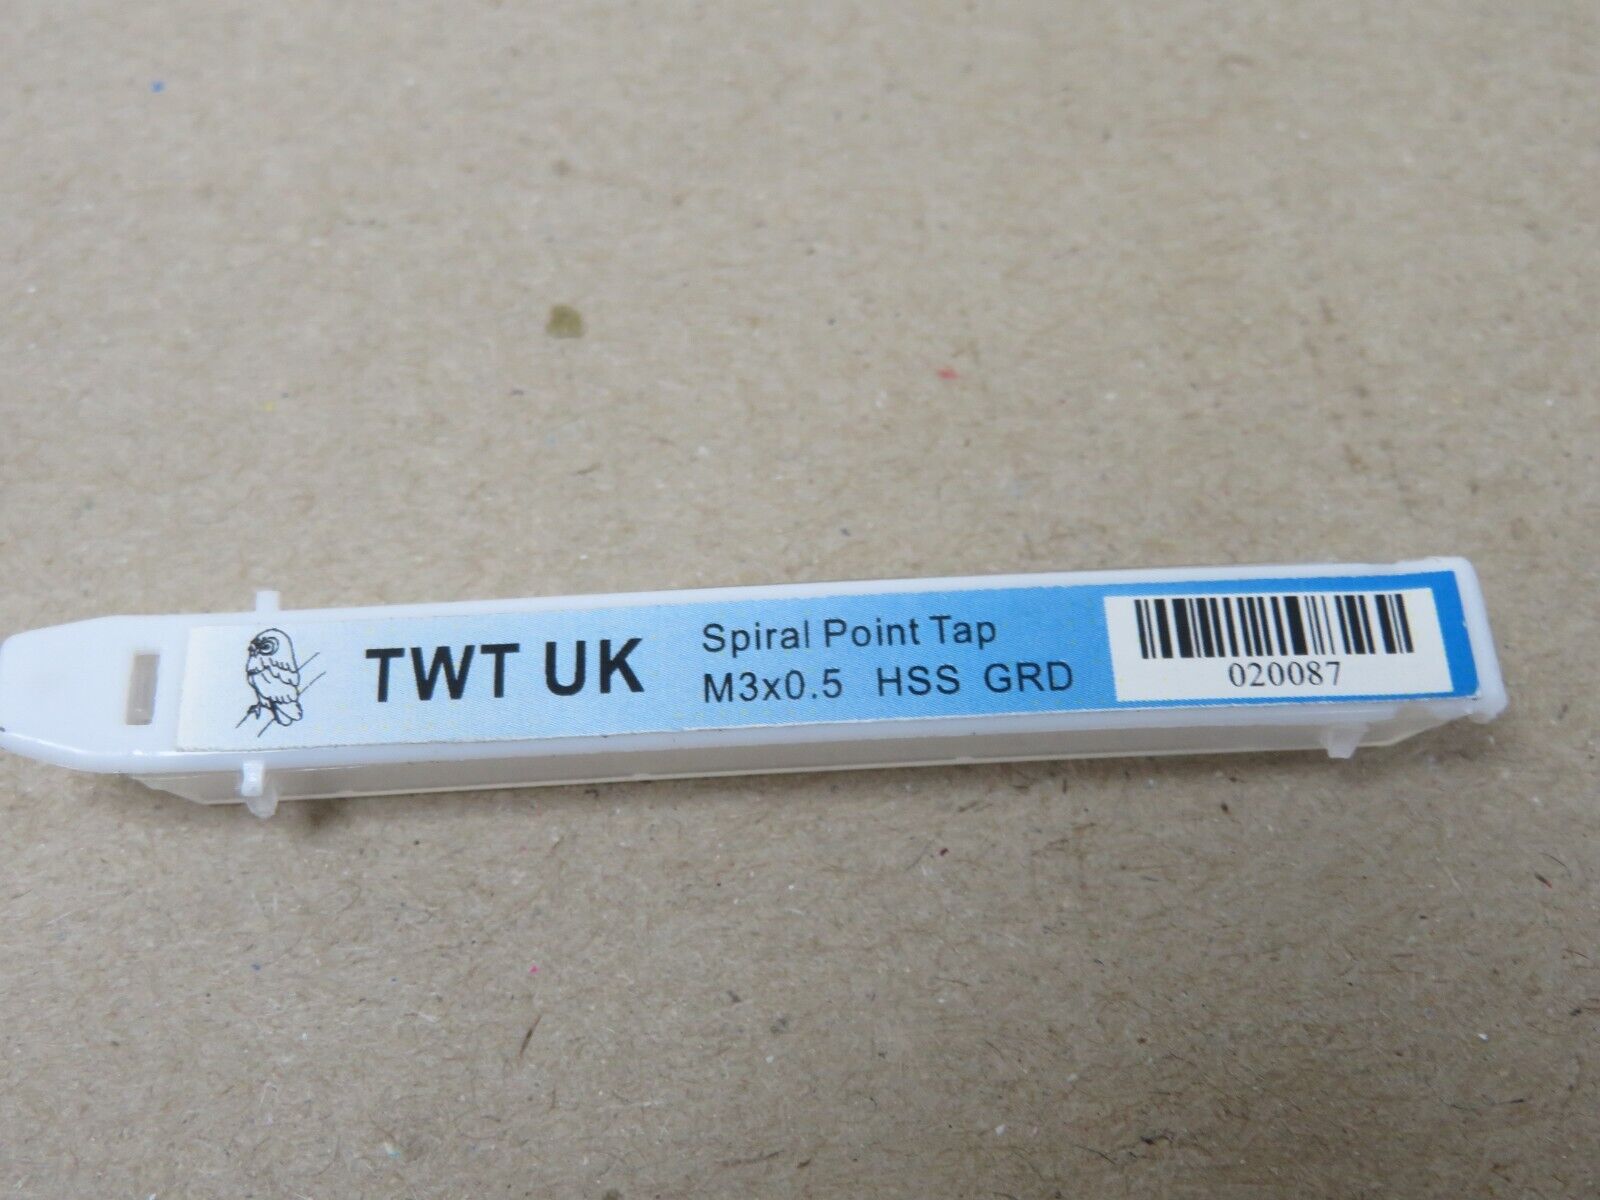 TWT UK
Spiral Point Tap
M3x0.5 HSS GRD
020087